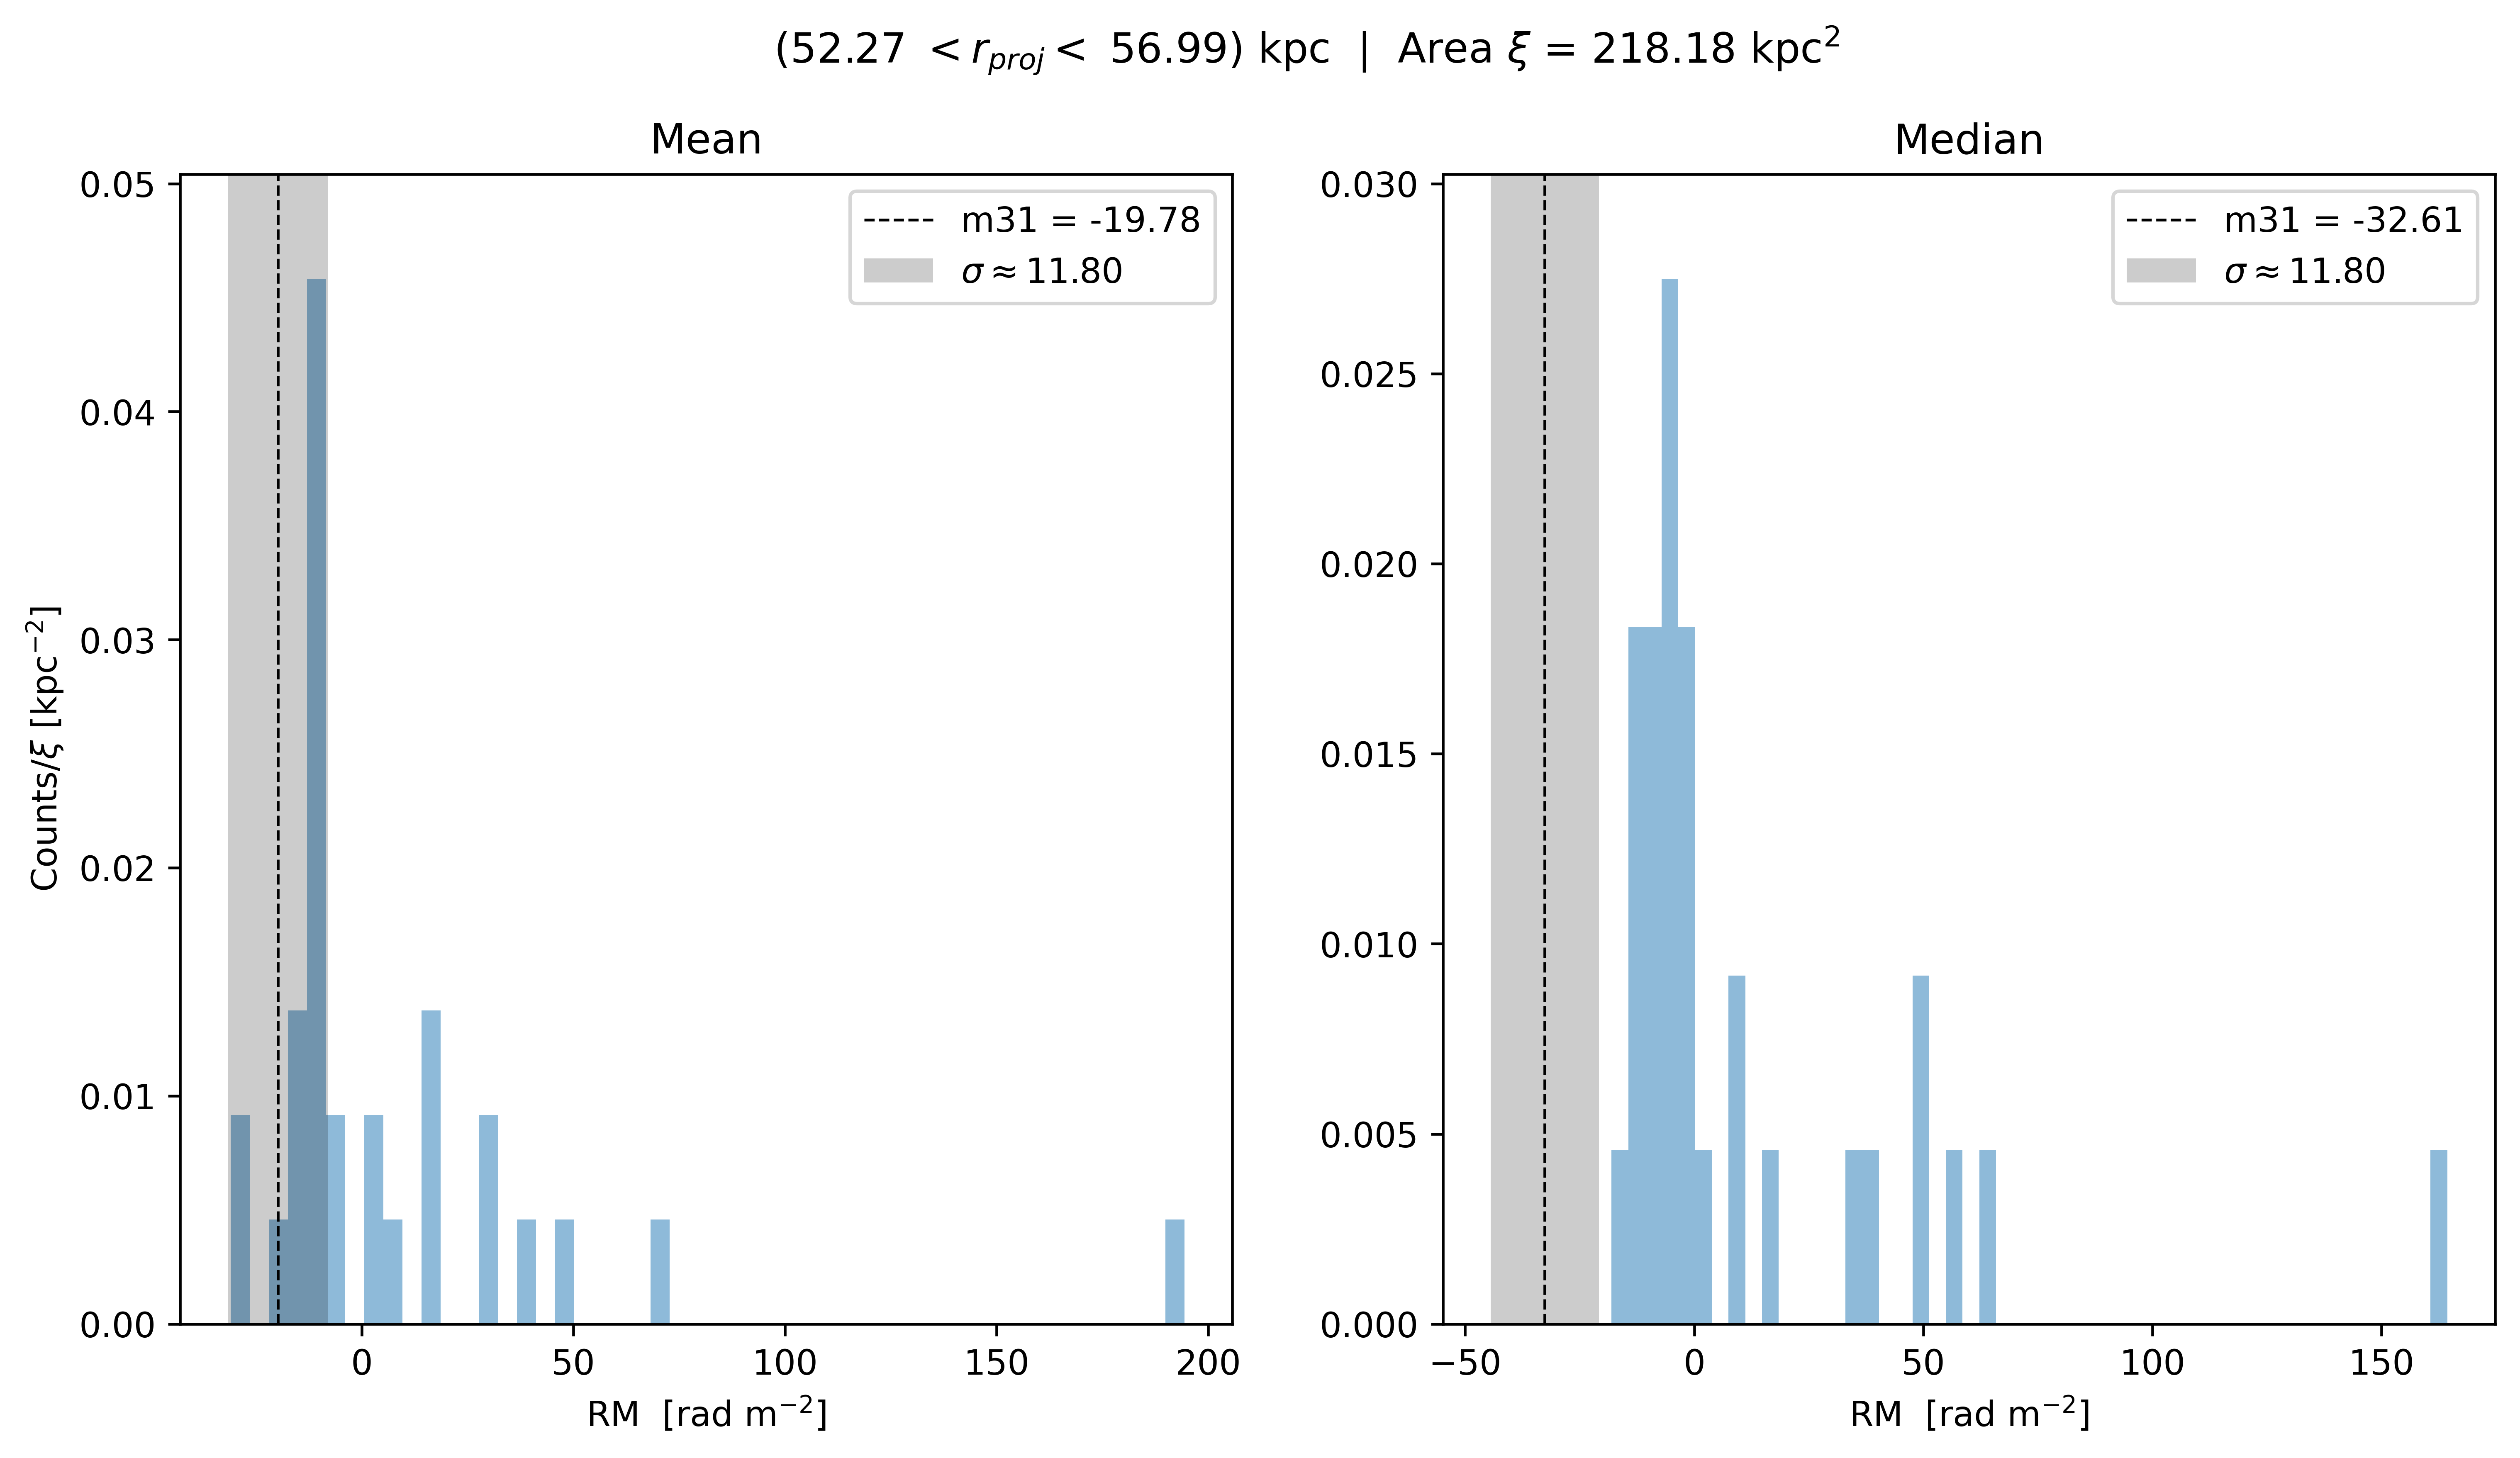 (52.27 < r_proj < 56.99) kpc | Area ξ = 218.18 kpc²
Mean
0.05
0.04
0.03
0.02
0.01
0.00
Counts/ξ [kpc⁻²]
0 50 100 150 200
RM [rad m⁻²]
m31 = -19.78
σ ≈ 11.80
Median
0.030
0.025
0.020
0.015
0.010
0.005
0.000
−50 0 50 100 150
RM [rad m⁻²]
m31 = -32.61
σ ≈ 11.80